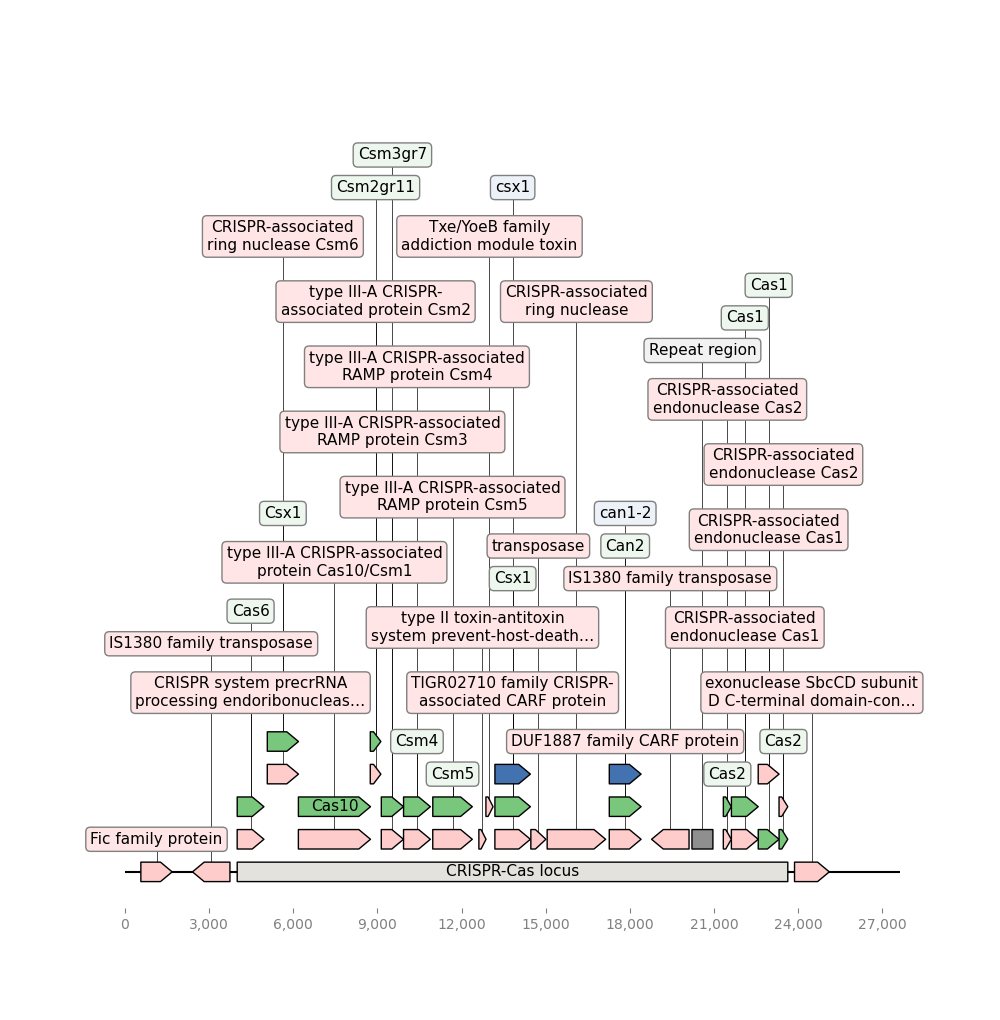 Csm3gr7
Csm2gr11
csx1
CRISPR-associated
ring nuclease Csm6
Txe/YoeB family
addiction module toxin
Cas1
type III-A CRISPR-
associated protein Csm2
CRISPR-associated
ring nuclease
Cas1
Repeat region
type III-A CRISPR-associated
RAMP protein Csm4
CRISPR-associated
endonuclease Cas2
type III-A CRISPR-associated
RAMP protein Csm3
CRISPR-associated
endonuclease Cas2
type III-A CRISPR-associated
RAMP protein Csm5
Csx1
can1-2
CRISPR-associated
endonuclease Cas1
transposase
Can2
type III-A CRISPR-associated
protein Cas10/Csm1
Csx1
IS1380 family transposase
Cas6
type II toxin-antitoxin
system prevent-host-death...
CRISPR-associated
endonuclease Cas1
IS1380 family transposase
CRISPR system precrRNA
processing endoribonucleas...
TIGR02710 family CRISPR-
associated CARF protein
exonuclease SbcCD subunit
D C-terminal domain-con...
Csm4
DUF1887 family CARF protein
Cas2
Csm5
Cas2
Cas10
Fic family protein
CRISPR-Cas locus
0 3,000 6,000 9,000 12,000 15,000 18,000 21,000 24,000 27,000